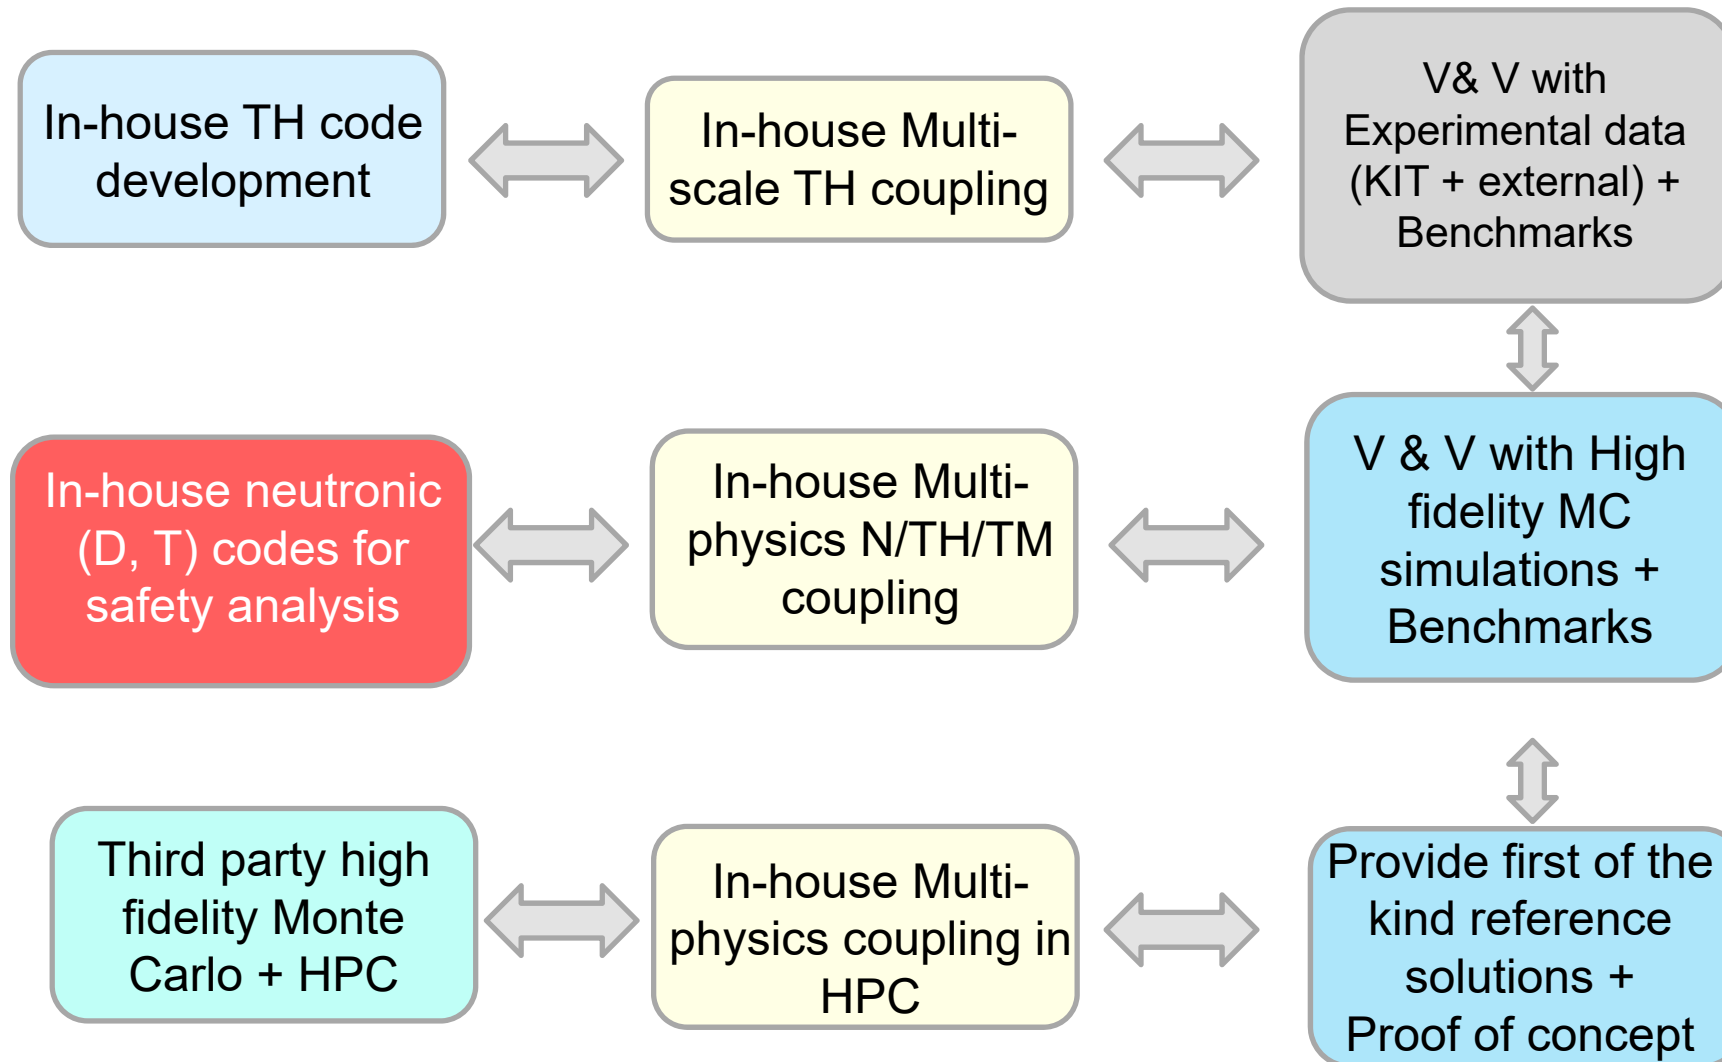 In-house TH code
development
In-house Multi-
scale TH coupling
V& V with
Experimental data
(KIT + external) +
Benchmarks
In-house neutronic
(D, T) codes for
safety analysis
In-house Multi-
physics N/TH/TM
coupling
V & V with High
fidelity MC
simulations +
Benchmarks
Third party high
fidelity Monte
Carlo + HPC
In-house Multi-
physics coupling in
HPC
Provide first of the
kind reference
solutions +
Proof of concept